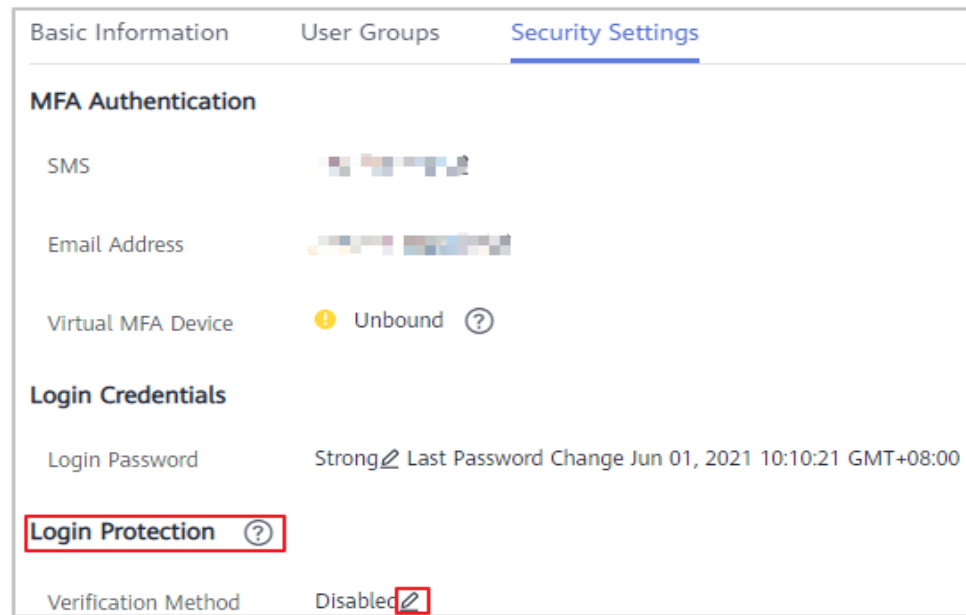 Basic Information User Groups Security Settings
MFA Authentication
SMS
Email Address
Virtual MFA Device ! Unbound ?
Login Credentials
Login Password Strong Last Password Change Jun 01, 2021 10:10:21 GMT+08:00
Login Protection ?
Verification Method Disabled